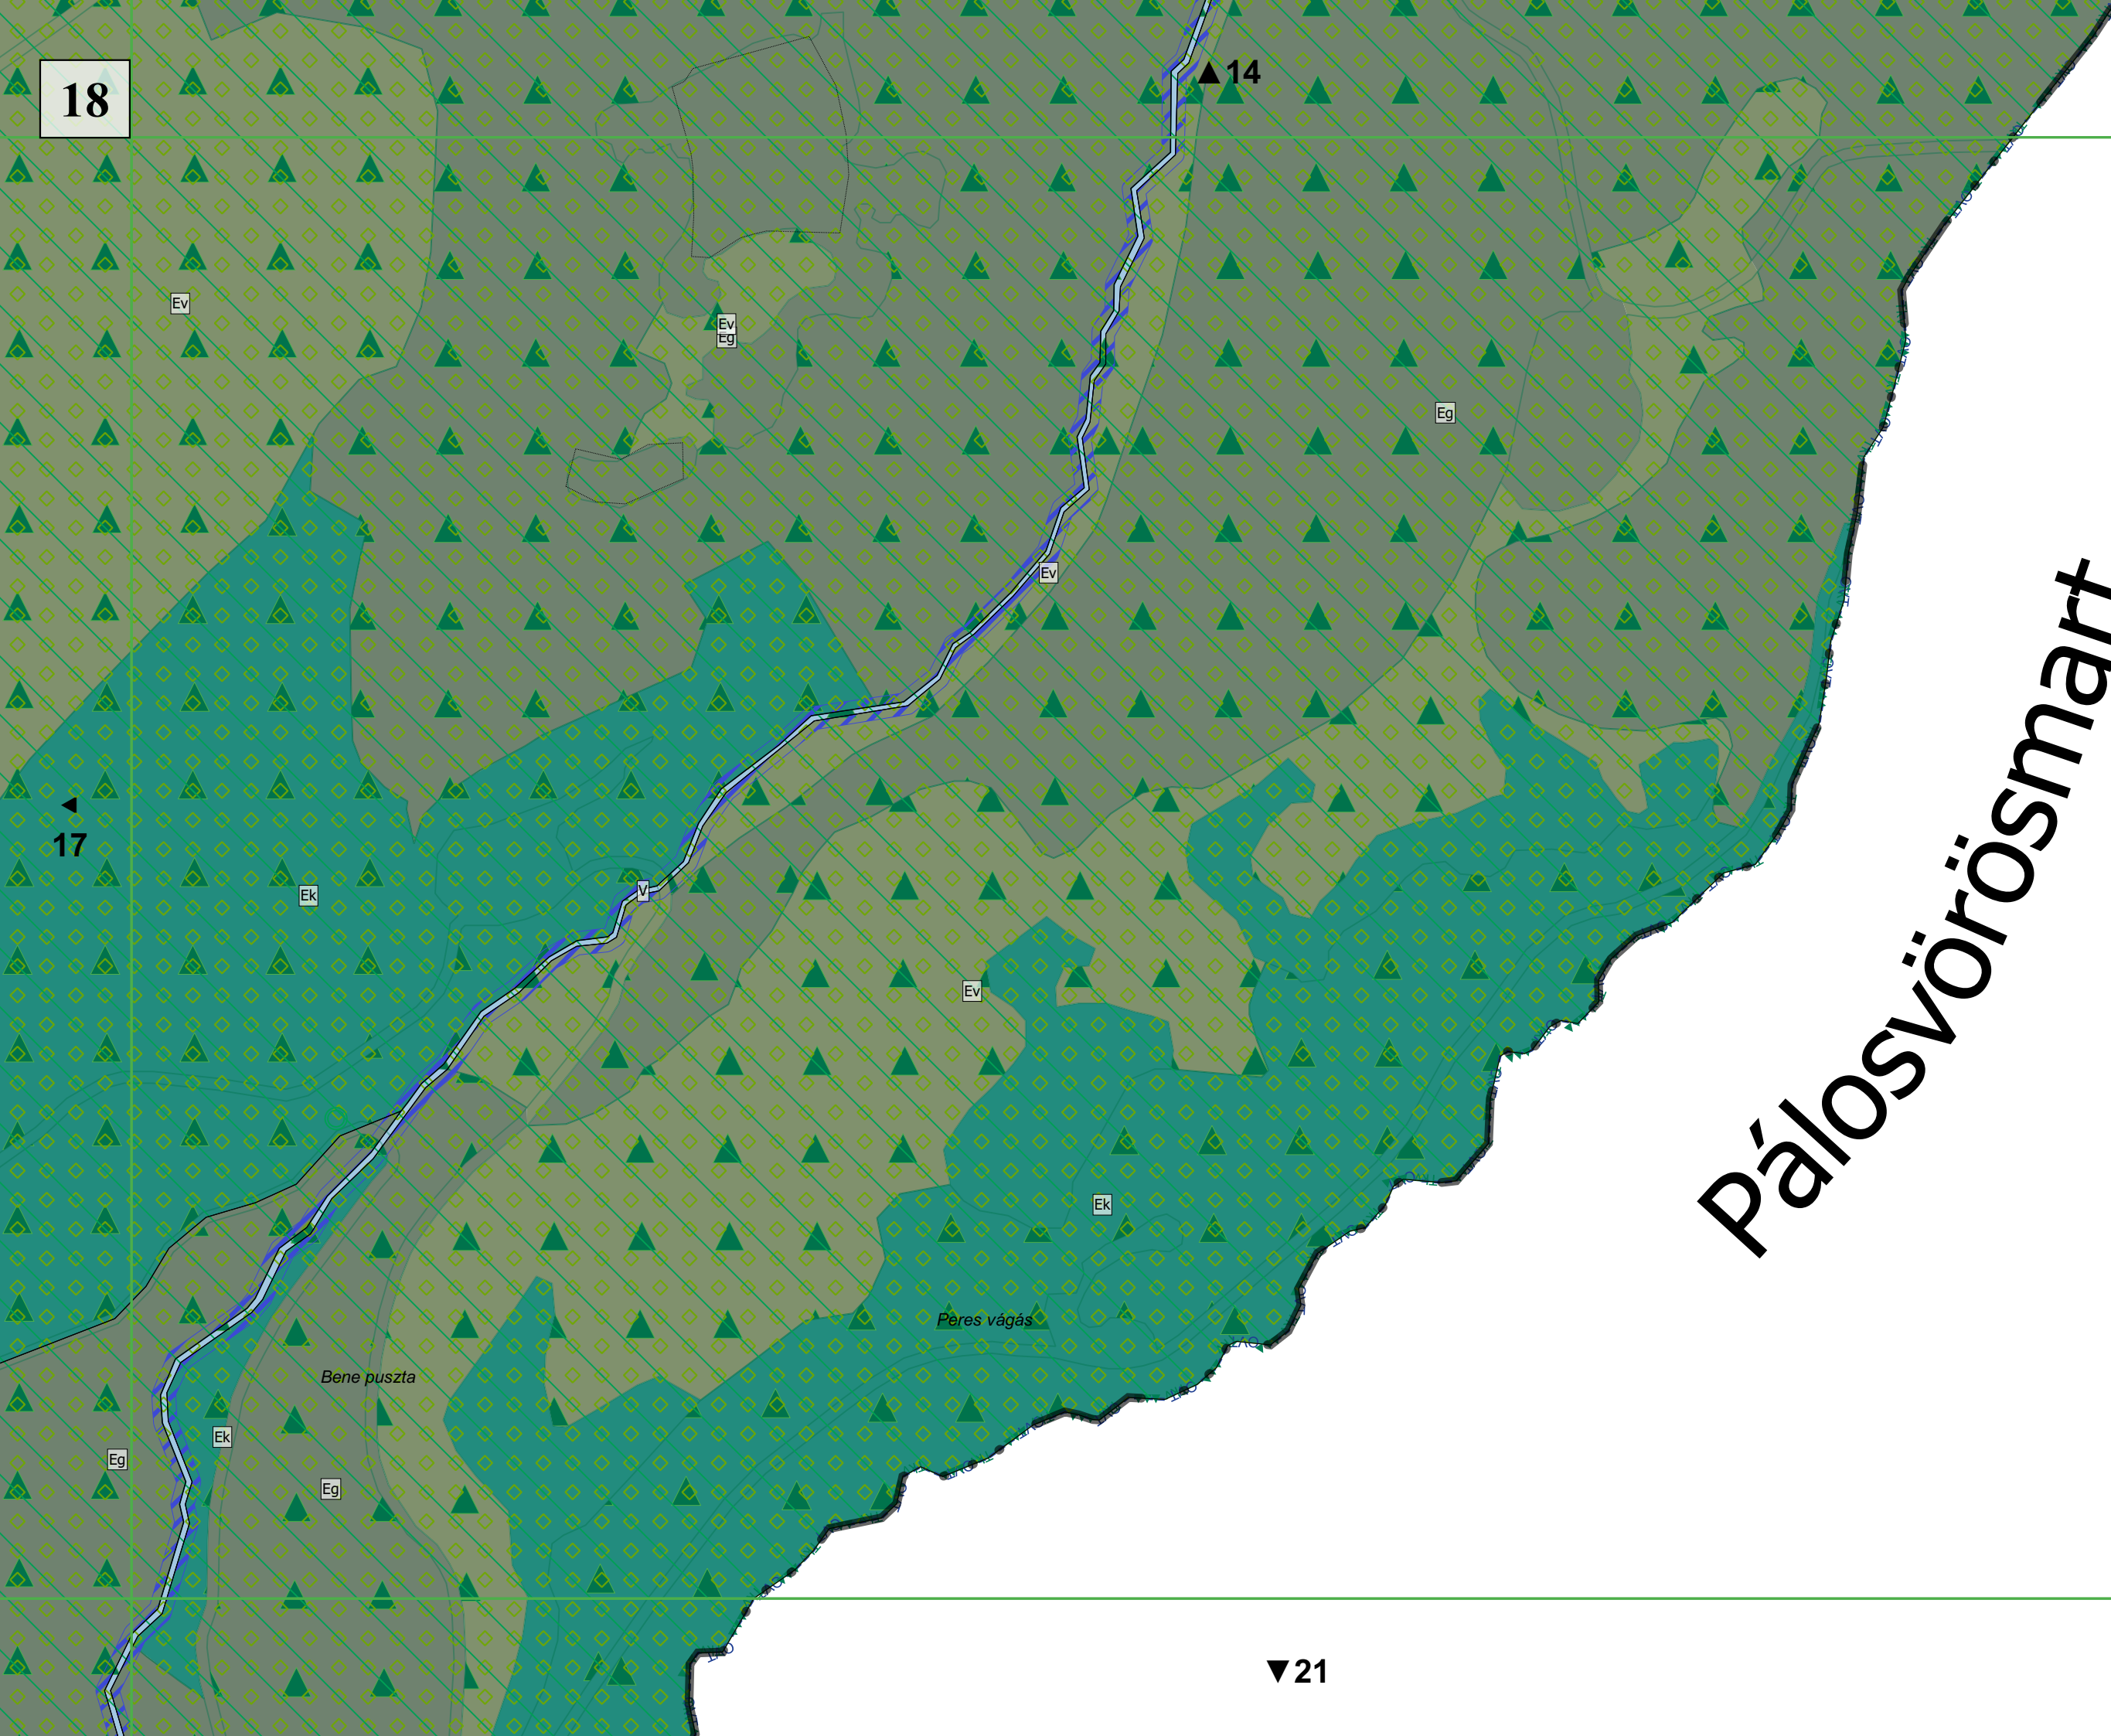 18
▲14
Ev
Ev
Eg
Eg
Ev
◄
17
Ek
V
Ev
Pálosvörösmart
Ek
Peres vágás
Bene puszta
Ek
Eg
Eg
▼21